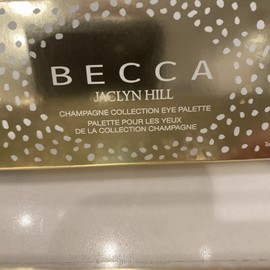 BECCA
JACLYN HILL
CHAMPAGNE COLLECTION EYE PALETTE
PALETTE POUR LES YEUX
DE LA COLLECTION CHAMPAGNE